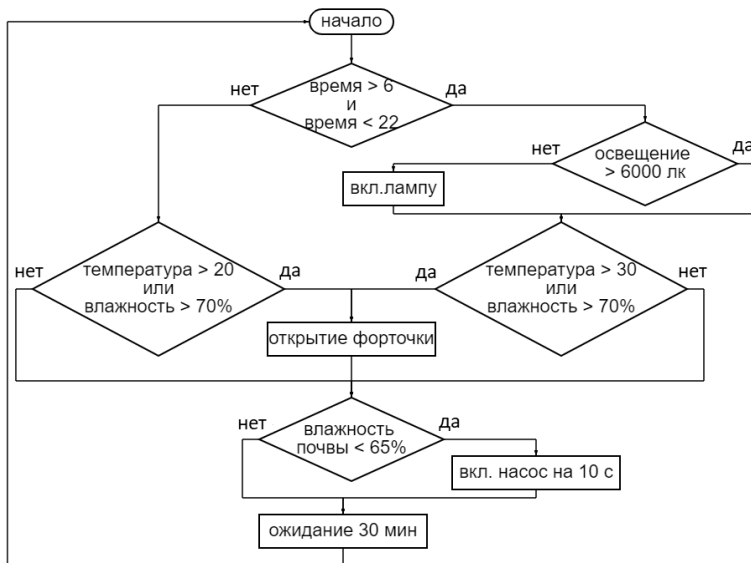 начало
время > 6
и
время < 22
нет
да
освещение
> 6000 лк
нет
да
вкл.лампу
температура > 20
или
влажность > 70%
нет
да
температура > 30
или
влажность > 70%
да
нет
открытие форточки
влажность
почвы < 65%
нет
да
вкл. насос на 10 с
ожидание 30 мин